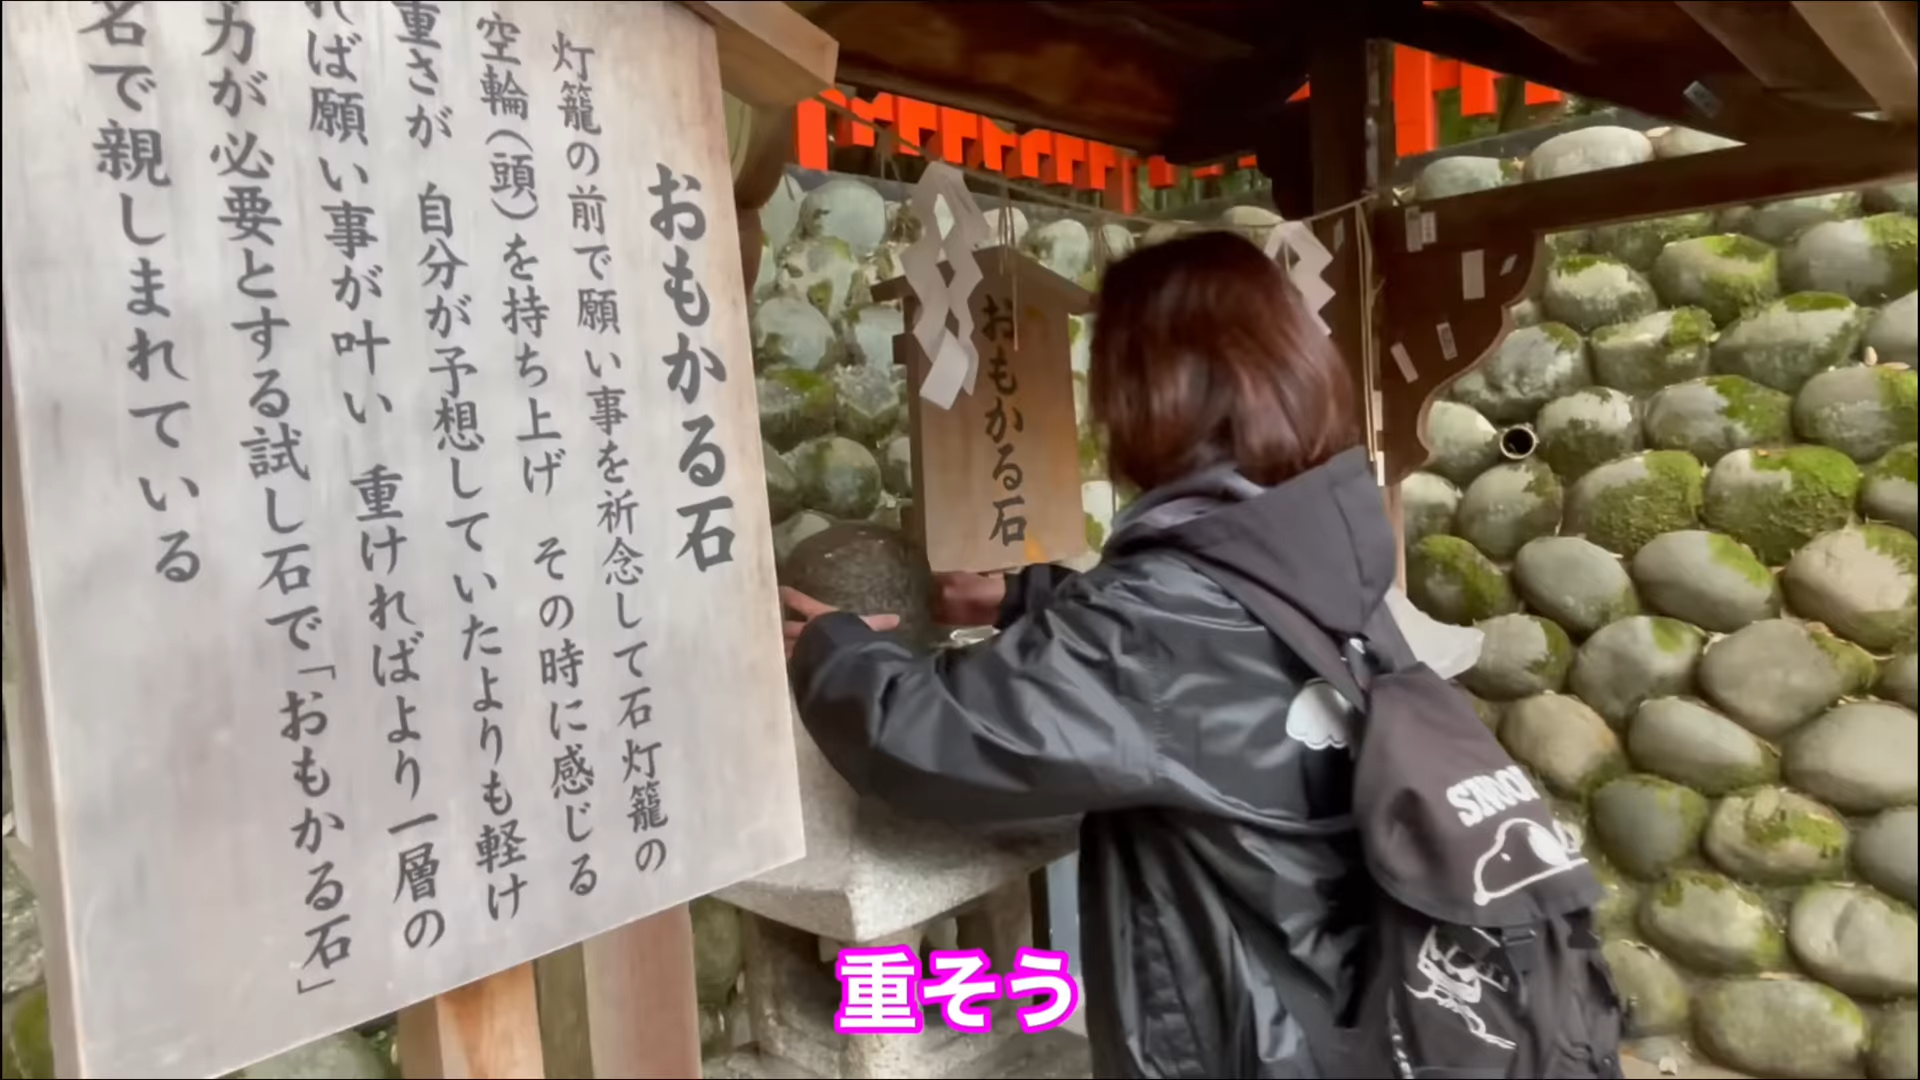 おもかる石
灯籠の前で願い事を祈念して石灯籠の
空輪(頭)を持ち上げ その時に感じる
重さが 自分が予想していたよりも軽け
れば願い事が叶い 重ければより一層の
力が必要とする試し石で「おもかる石」
名で親しまれている
おもかる石
重そう